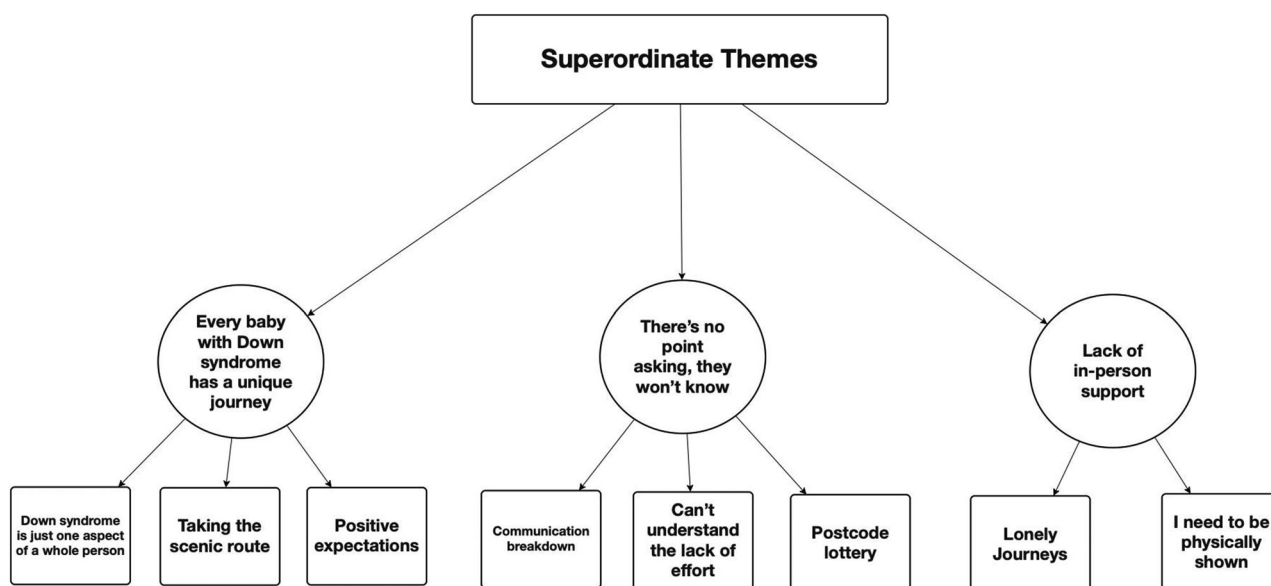 Superordinate Themes
Every baby
with Down
syndrome
has a unique
journey
There’s no
point
asking, they
won’t know
Lack of
in-person
support
Down syndrome
is just one aspect
of a whole person
Taking the
scenic route
Positive
expectations
Communication
breakdown
Can’t
understand
the lack of
effort
Postcode
lottery
Lonely
Journeys
I need to be
physically
shown